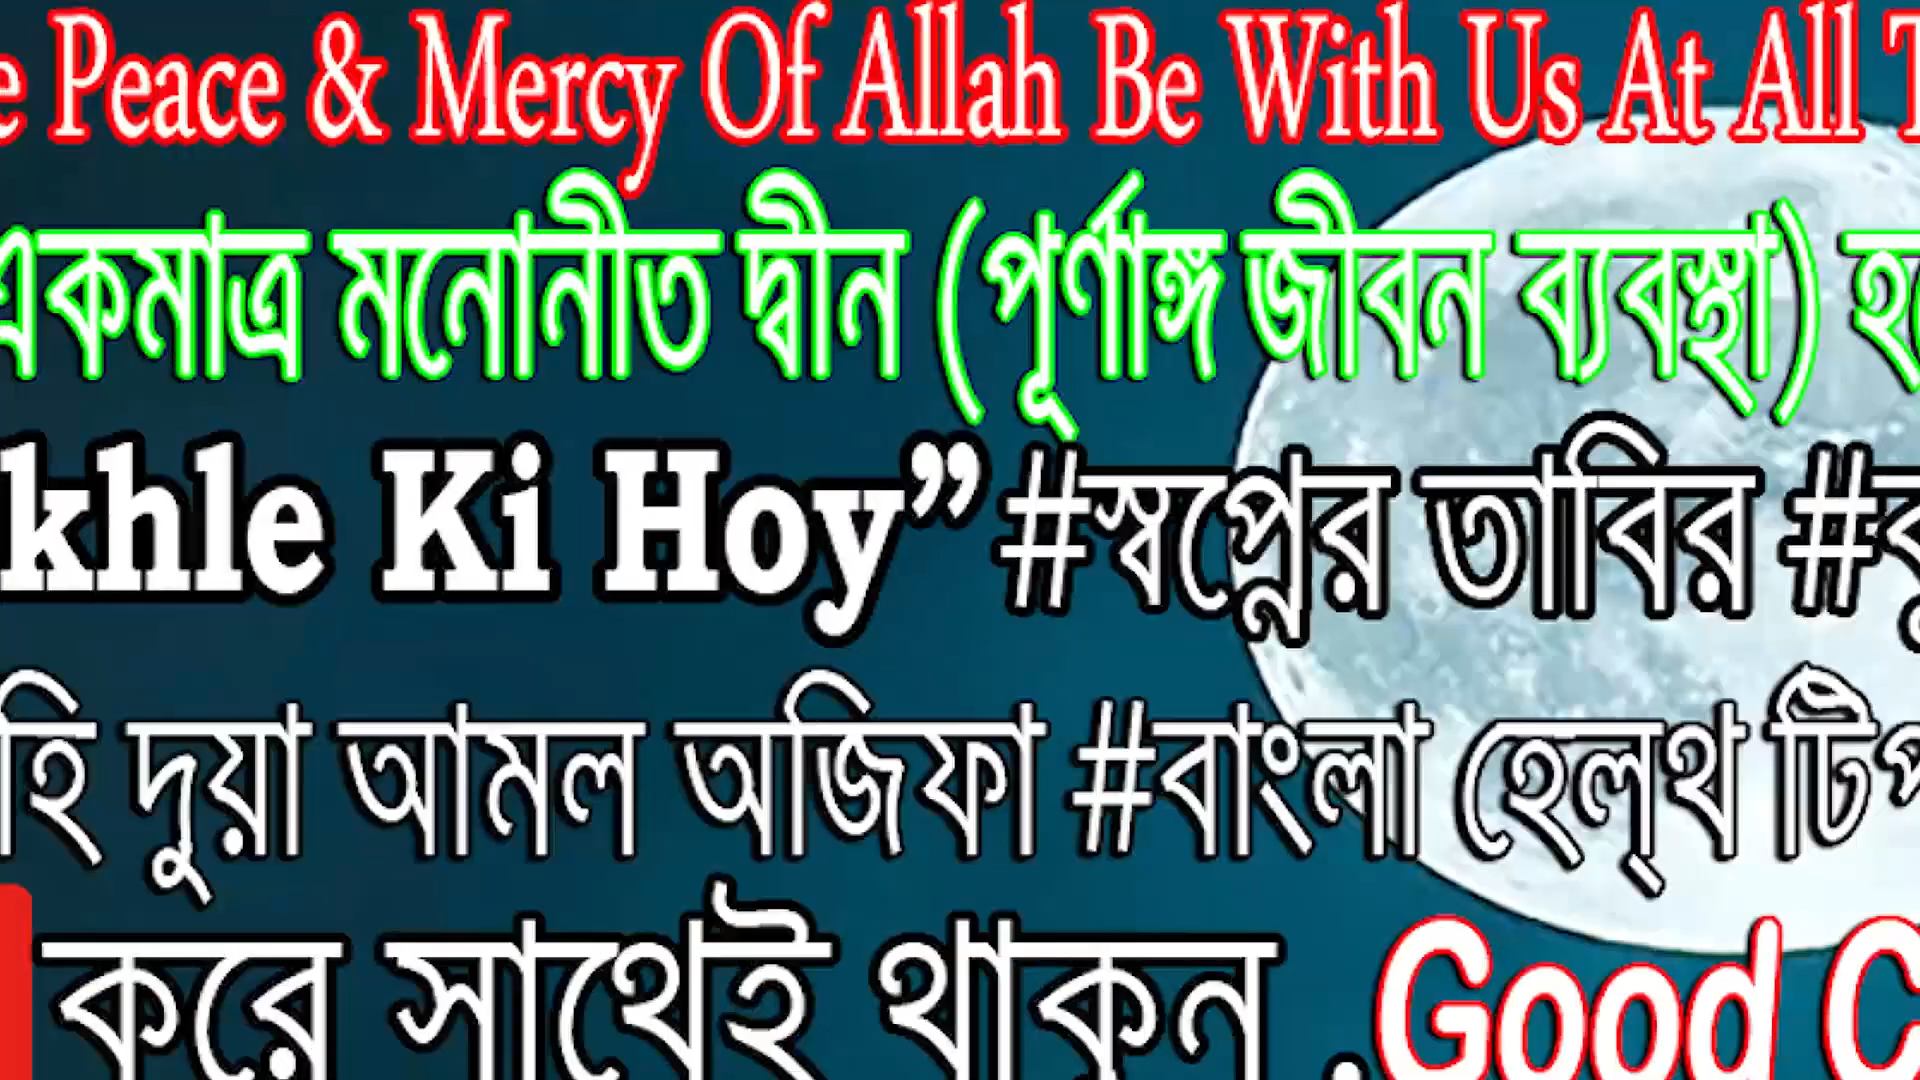 e Peace & Mercy Of Allah Be With Us At All T
একমাত্র মনোনীত দ্বীন (পূর্ণাঙ্গ জীবন ব্যবস্থা) হ
khle Ki Hoy” #স্বপ্নের তাবির #কু
হি দুয়া আমল অজিফা #বাংলা হেল্থ টিপ
করে সাথেই থাকুন .Good C